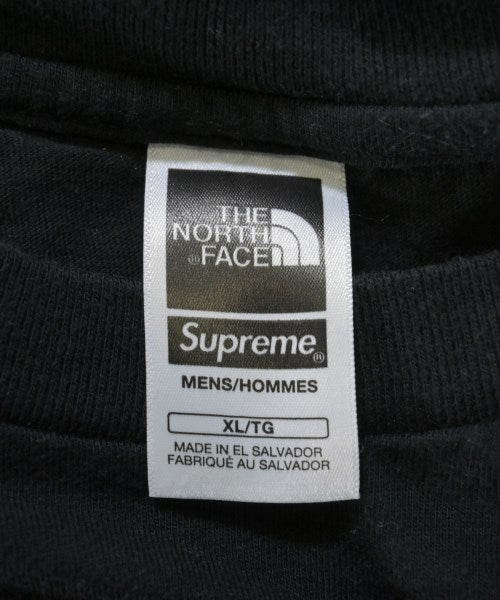 THE
NORTH
FACE
Supreme®
MENS/HOMMES
XL/TG
MADE IN EL SALVADOR
FABRIQUÉ AU SALVADOR